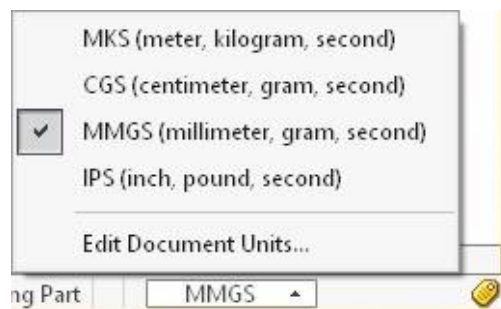 MKS (meter, kilogram, second)
CGS (centimeter, gram, second)
MMGS (millimeter, gram, second)
IPS (inch, pound, second)
Edit Document Units...
ng Part MMGS